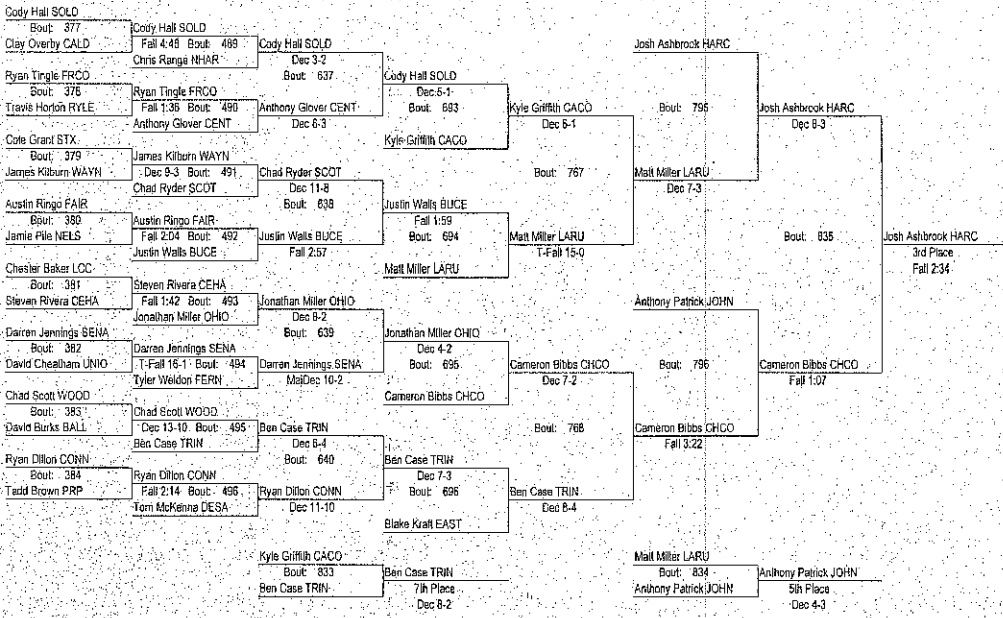 Cody Hall SOLD
Bout: 377
Clay Overby CALD
Ryan Tingle FRCO
Bout: 378
Travis Horton RYLE
Cole Grant STX
Bout: 379
James Kilburn WAYN
Austin Ringo FAIR
Bout: 380
Jamie Pile NELS
Chester Baker LCC
Bout: 381
Steven Rivera CEHA
Darren Jennings SENA
Bout: 382
David Cheatham UNIO
Chad Scott WOOD
Bout: 383
David Burks BALL
Ryan Dillon CONN
Bout: 384
Tadd Brown PRP
Cody Hall SOLD
Fall 4:46 Bout: 489
Chris Range NHAR
Ryan Tingle FRCO
Fall 1:36 Bout: 490
Anthony Glover CENT
James Kilburn WAYN
Dec 9-3 Bout: 491
Chad Ryder SCOT
Austin Ringo FAIR
Fall 2:04 Bout: 492
Justin Walls BUCE
Steven Rivera CEHA
Fall 1:42 Bout: 493
Jonathan Miller OHIO
Darren Jennings SENA
T-Fall 16-1 Bout: 494
Tyler Weldon FERN
Chad Scott WOOD
Dec 13-10 Bout: 495
Ben Case TRIN
Ryan Dillon CONN
Fall 2:14 Bout: 496
Tom McKenna DESA
Cody Hall SOLD
Dec 3-2
Bout: 637
Anthony Glover CENT
Dec 6-3
Chad Ryder SCOT
Dec 11-8
Bout: 638
Justin Walls BUCE
Fall 2:57
Jonathan Miller OHIO
Dec 8-2
Bout: 639
Darren Jennings SENA
MajDec 10-2
Ben Case TRIN
Dec 6-4
Bout: 640
Ryan Dillon CONN
Dec 11-10
Cody Hall SOLD
Dec 5-1
Bout: 693
Kyle Griffith CACO
Justin Walls BUCE
Fall 1:59
Bout: 694
Matt Miller LARU
Jonathan Miller OHIO
Dec 4-2
Bout: 695
Cameron Bibbs CHCO
Ben Case TRIN
Dec 7-3
Bout: 696
Blake Kraft EAST
Kyle Griffith CACO
Dec 6-1
Bout: 767
Matt Miller LARU
T-Fall 15-0
Cameron Bibbs CHCO
Dec 7-2
Bout: 768
Ben Case TRIN
Dec 8-4
Josh Ashbrook HARC
Bout: 795
Matt Miller LARU
Dec 7-3
Anthony Patrick JOHN
Bout: 796
Cameron Bibbs CHCO
Fall 3:22
Josh Ashbrook HARC
Dec 8-3
Bout: 835
Cameron Bibbs CHCO
Fall 1:07
Josh Ashbrook HARC
3rd Place
Fall 2:34
Kyle Griffith CACO
Bout: 833
Ben Case TRIN
Ben Case TRIN
7th Place
Dec 8-2
Matt Miller LARU
Bout: 834
Anthony Patrick JOHN
Anthony Patrick JOHN
5th Place
Dec 4-3